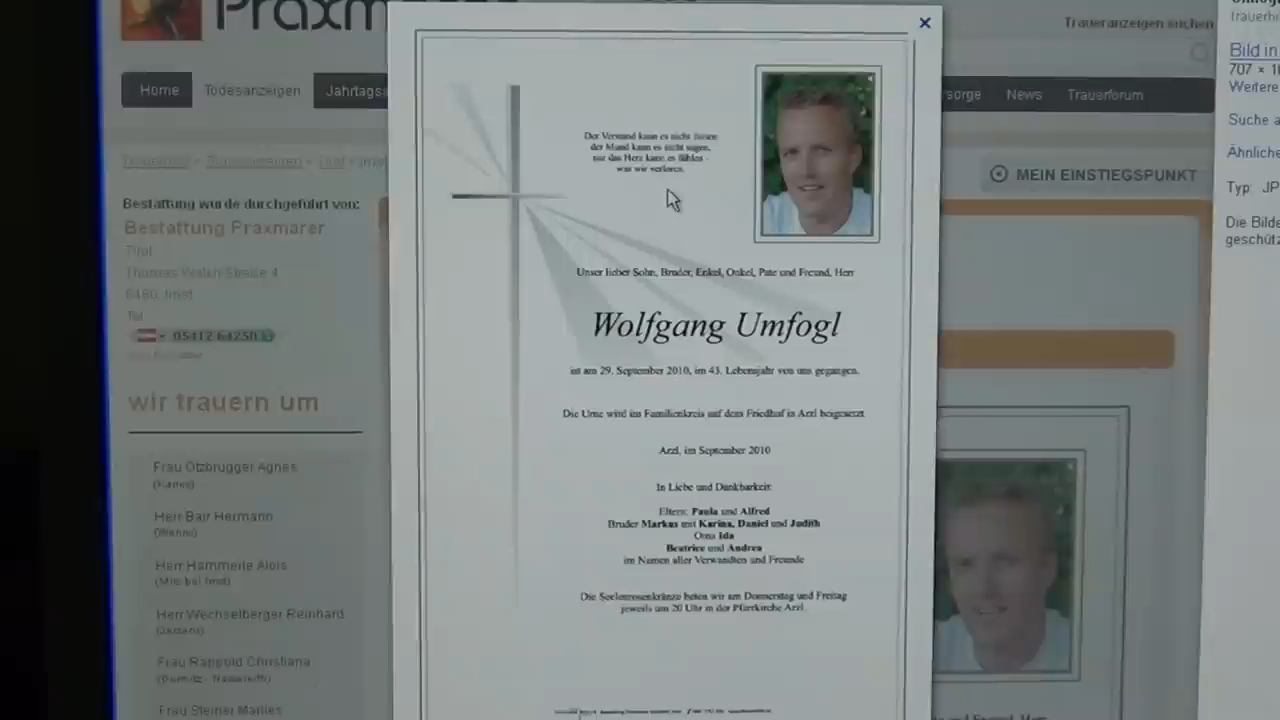 Praxm
Traueranzeigen suchen
Home
Todesanzeigen
Jahrtags
sorge
News
Trauerforum
Bild in
707 ×
Weitere
Suche a
Ähnliche
Typ: JP
Die Bilde
geschütz
MEIN EINSTIEGSPUNKT
Bestattung wurde durchgeführt von:
Bestattung Praxmarer
Tirol
Thomas Walch Straße 4
6460, Imst
Tel
05412 64250
wir trauern um
Frau Ötzbrugger Agnes
(Karres)
Herr Bair Hermann
Herr Hammerle Alois
(Mils bei Imst)
Herr Wechselberger Reinhard
Frau Rappold Christiana
Frau Steiner Marlies
Der Verstand kann es nicht fassen
der Mund kann es nicht sagen,
nur das Herz kann es fühlen -
was wir verloren.
Unser lieber Sohn, Bruder, Enkel, Onkel, Pate und Freund, Herr
Wolfgang Umfogl
ist am 29. September 2010, im 43. Lebensjahr von uns gegangen.
Die Urne wird im Familienkreis auf dem Friedhof in Arzl beigesetzt
Arzl, im September 2010
In Liebe und Dankbarkeit:
Eltern: Paula und Alfred
Bruder Markus mit Karina, Daniel und Judith
Oma Ida
Beatrice und Andrea
im Namen aller Verwandten und Freunde
Die Seelenrosenkränze beten wir am Donnerstag und Freitag
jeweils um 20 Uhr in der Pfarrkirche Arzl.